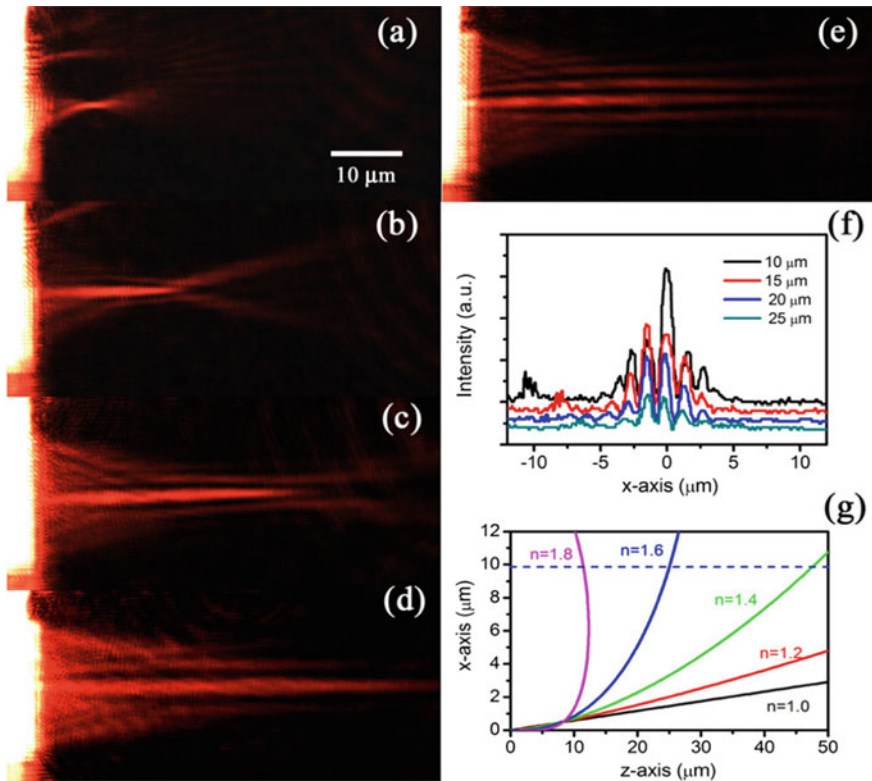 (a)
10 μm
(b)
(c)
(d)
(e)
(f)
Intensity (a.u.)
10 μm
15 μm
20 μm
25 μm
-10 -5 0 5 10
x-axis (μm)
(g)
x-axis (μm)
12
10
8
6
4
2
0
n=1.8
n=1.6
n=1.4
n=1.2
n=1.0
0 10 20 30 40 50
z-axis (μm)